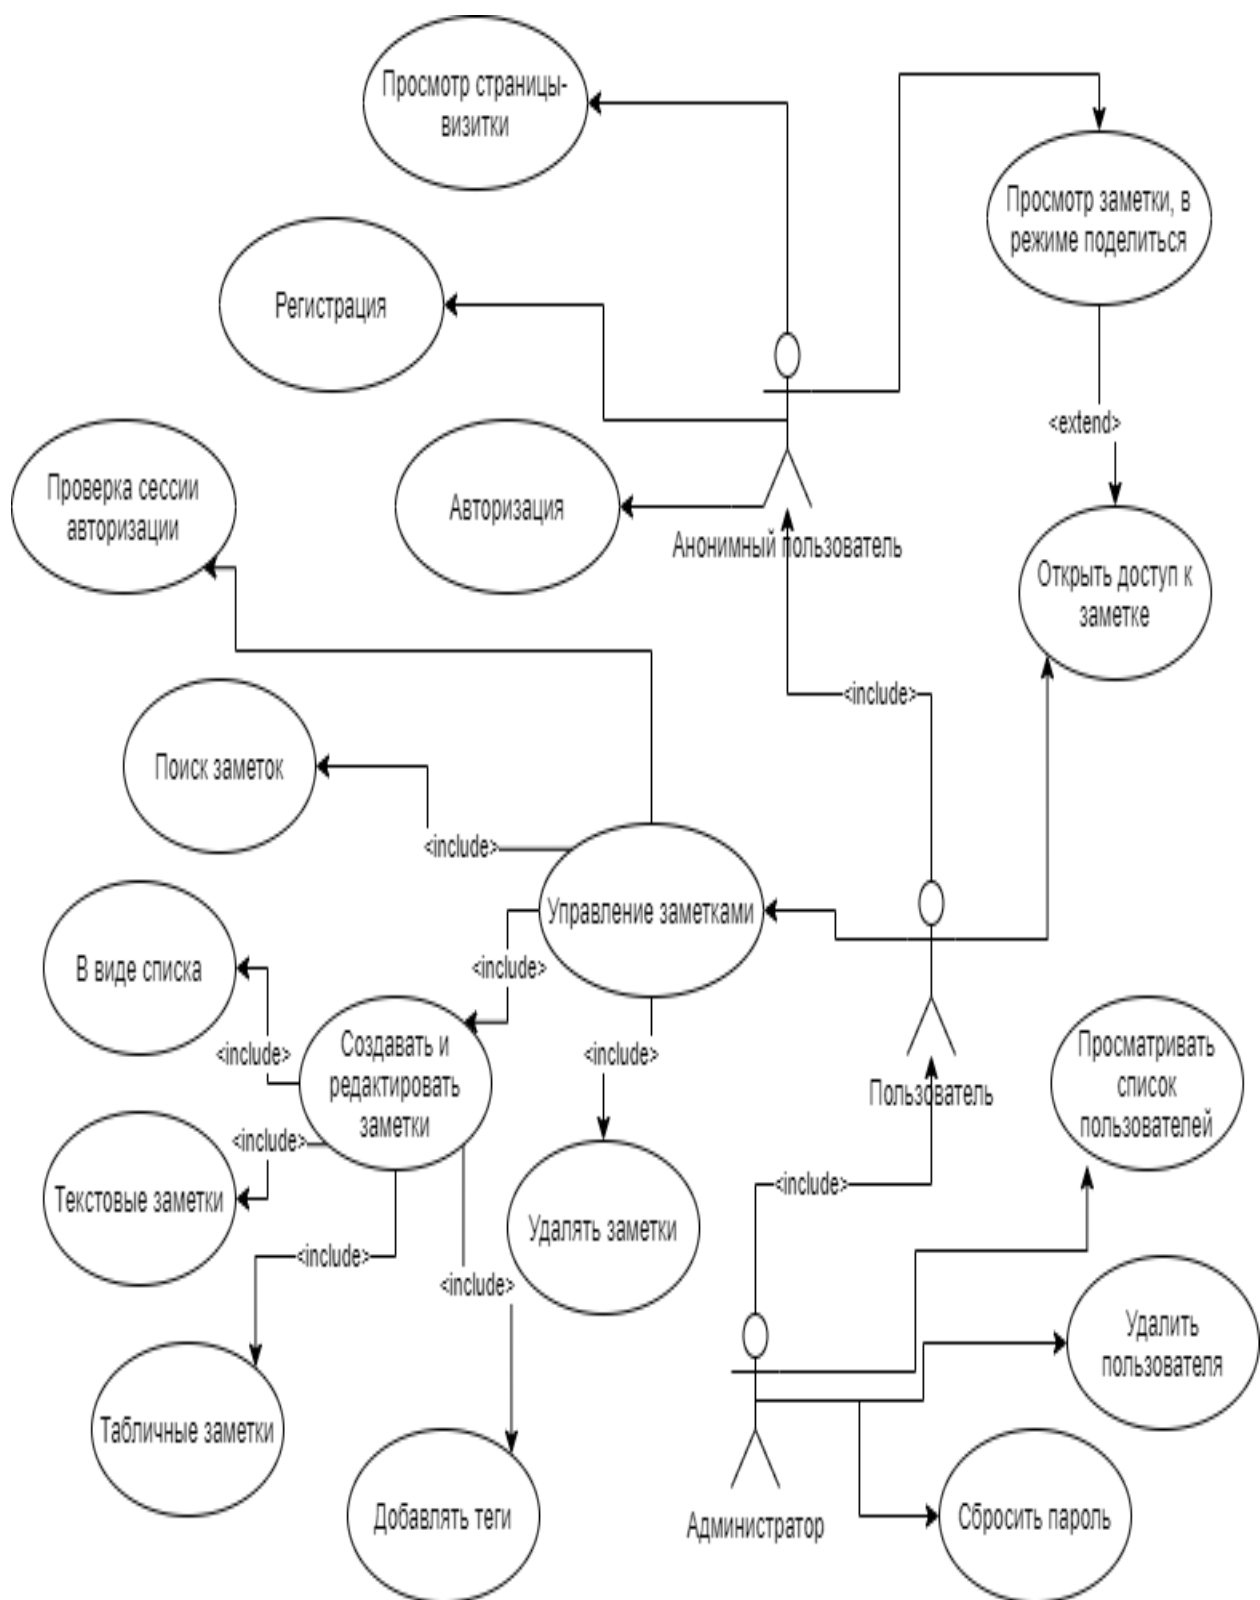 Просмотр страницы-
визитки
Просмотр заметки, в
режиме поделиться
Регистрация
<extend>
Проверка сессии
авторизации
Авторизация
Анонимный пользователь
Открыть доступ к
заметке
<include>
Поиск заметок
<include>
Управление заметками
В виде списка
<include>
<include>
Создавать и
редактировать
заметки
<include>
<include>
Просматривать
список
пользователей
Пользователь
<include>
Текстовые заметки
<include>
Удалять заметки
<include>
<include>
Удалить
пользователя
Табличные заметки
Добавлять теги
Администратор
Сбросить пароль